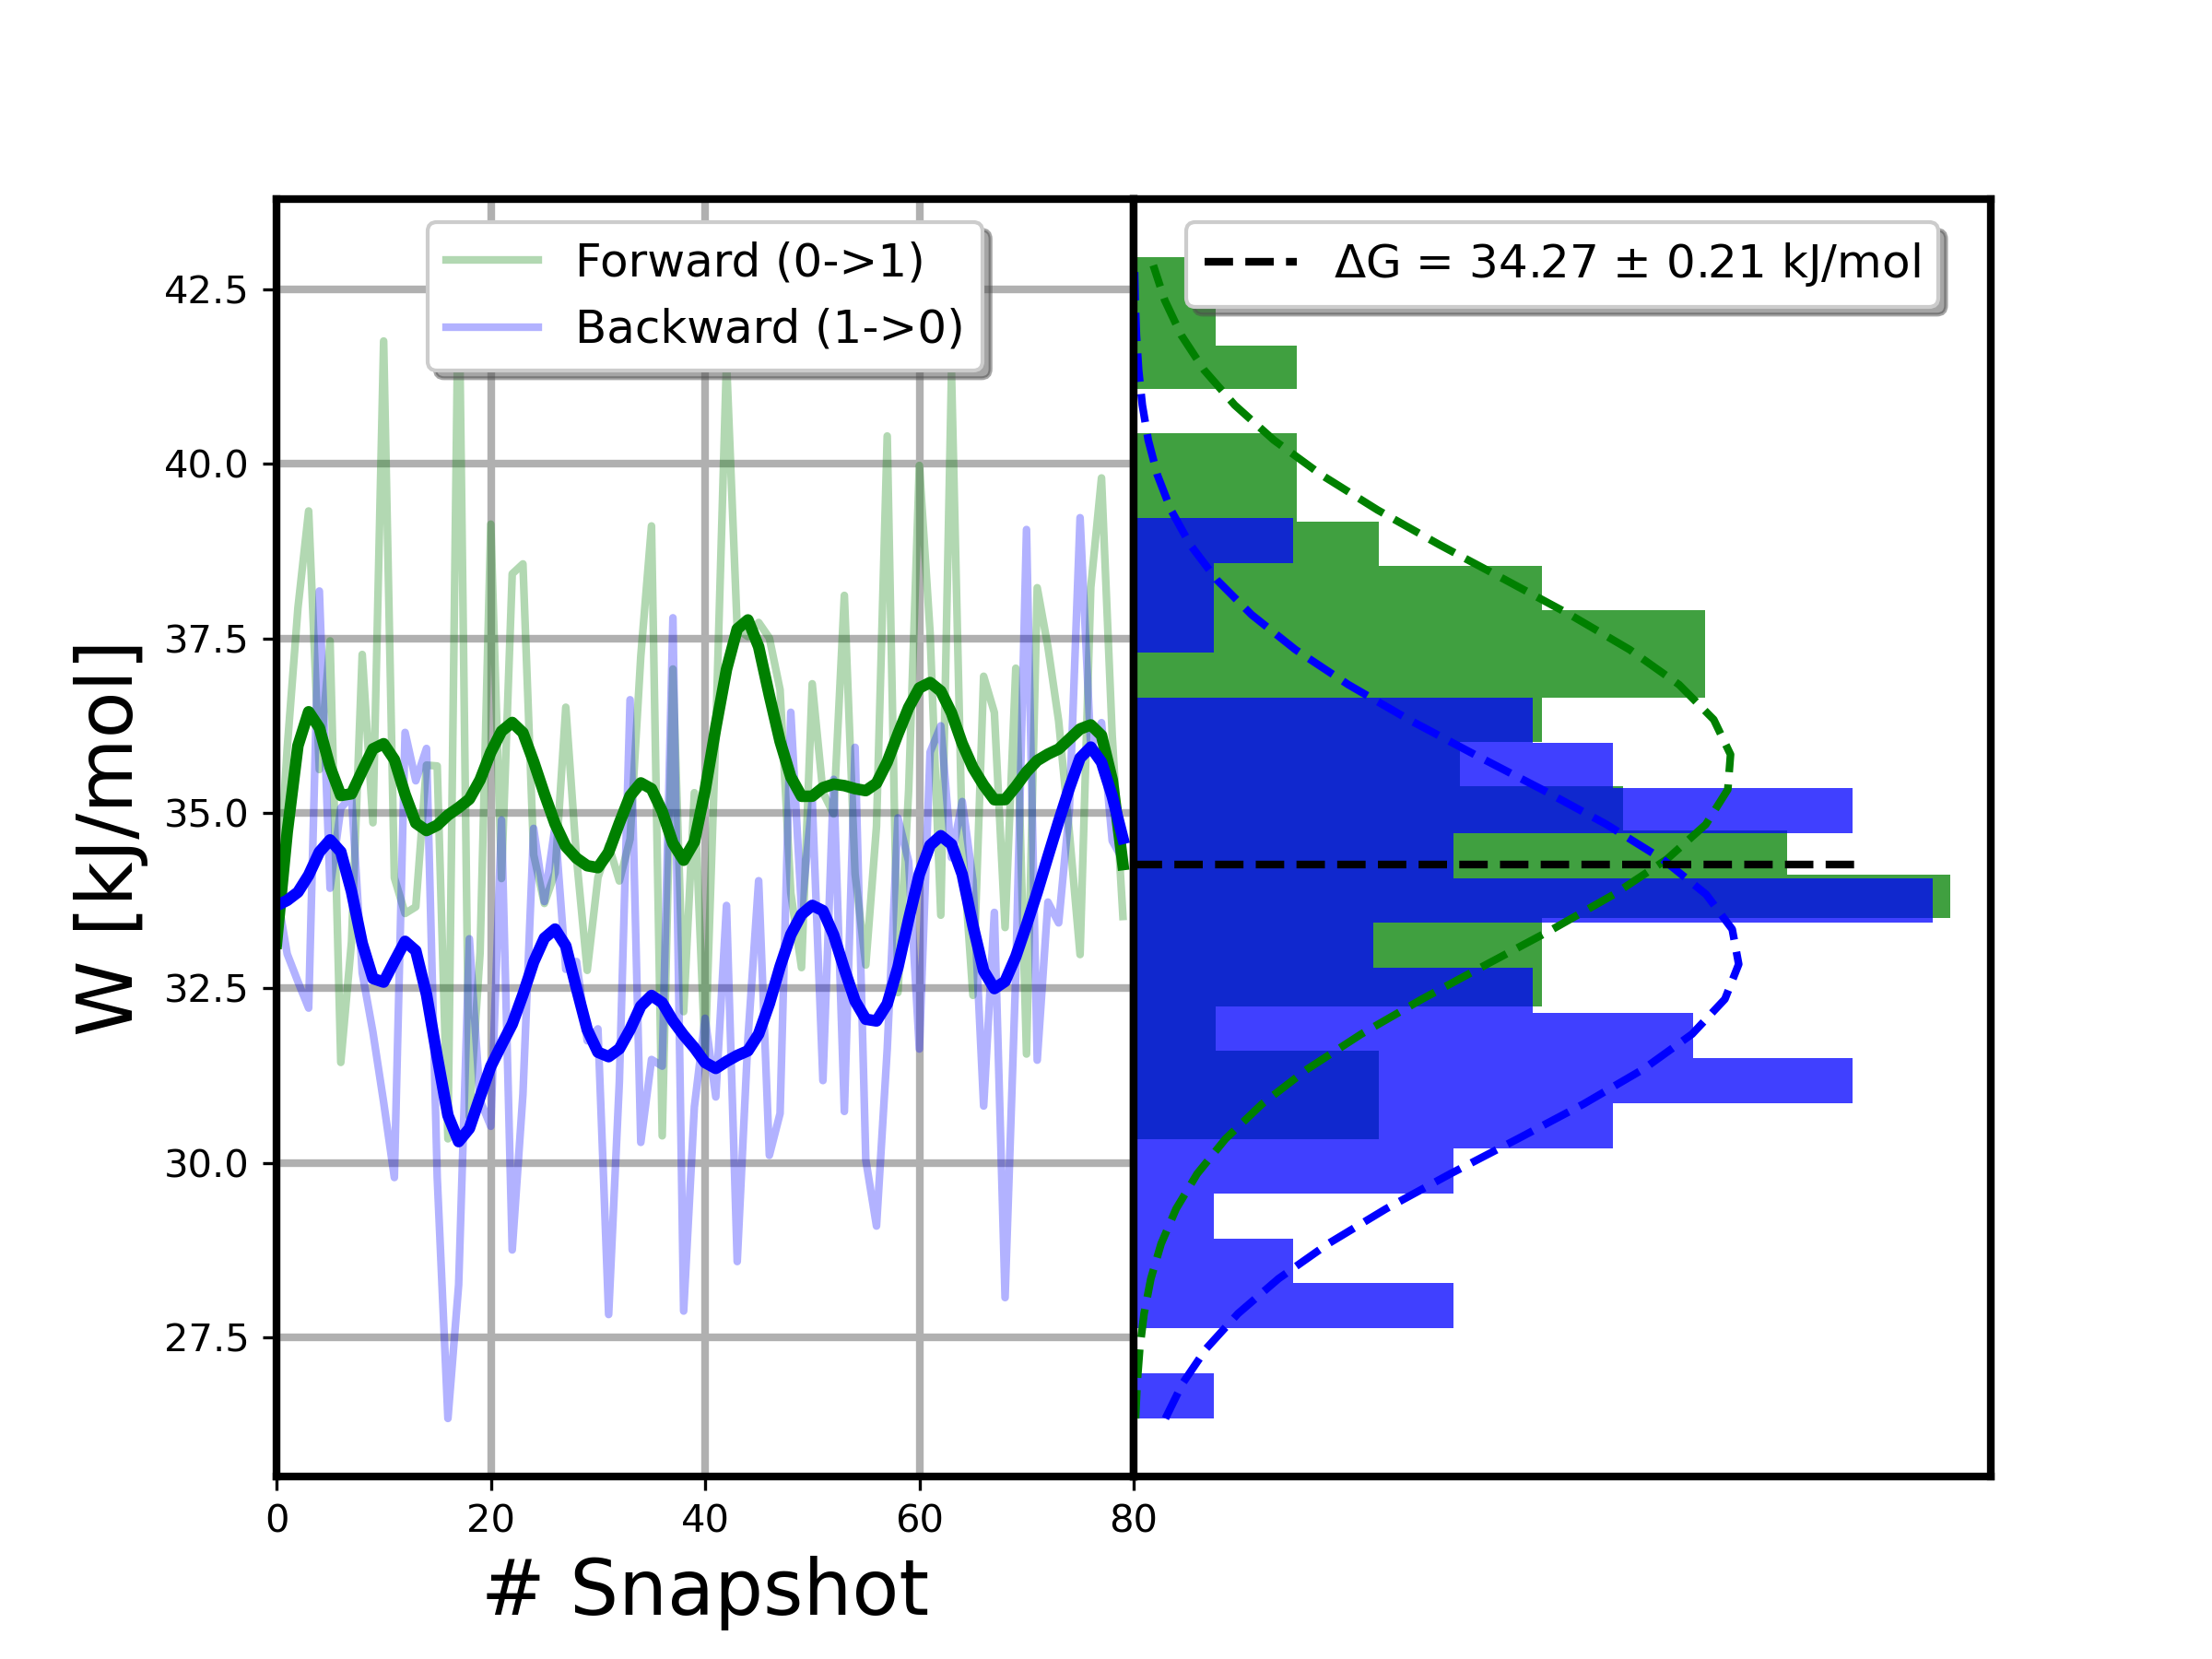 Forward (0->1)
Backward (1->0)
ΔG = 34.27 ± 0.21 kJ/mol
W [kJ/mol]
42.5
40.0
37.5
35.0
32.5
30.0
27.5
0 20 40 60 80
# Snapshot